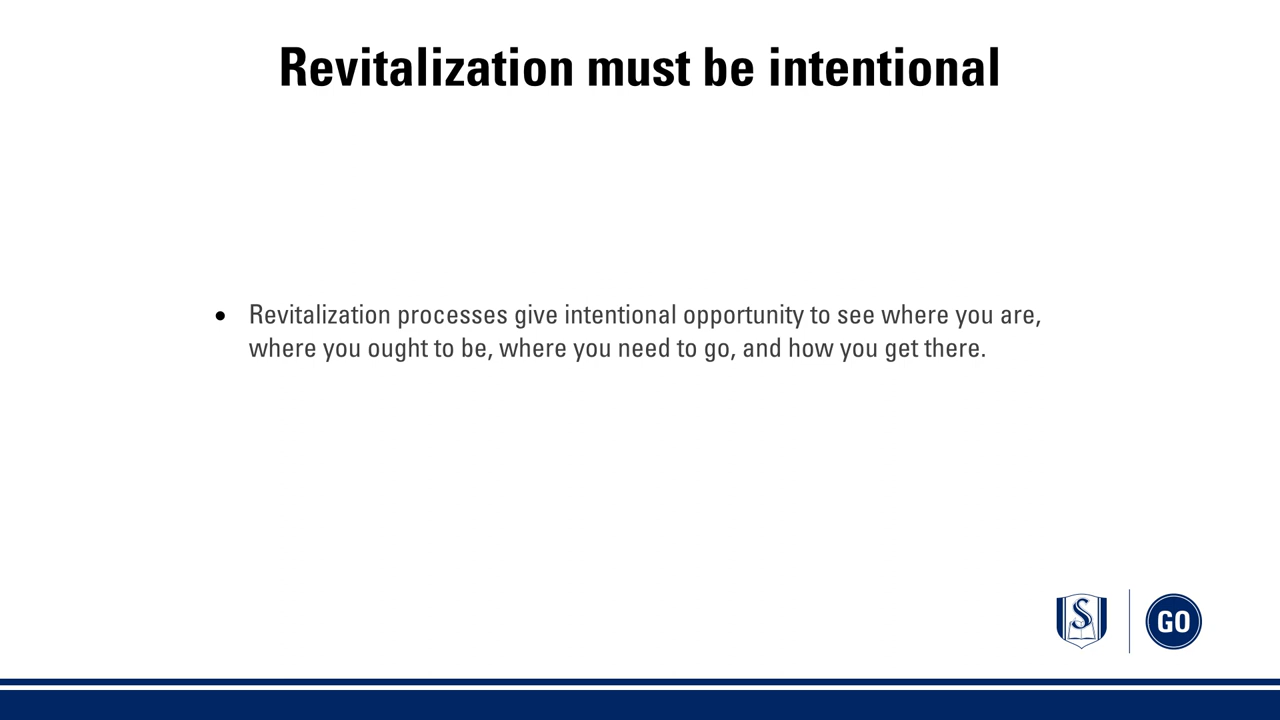 Revitalization must be intentional
• Revitalization processes give intentional opportunity to see where you are,
where you ought to be, where you need to go, and how you get there.
S
GO